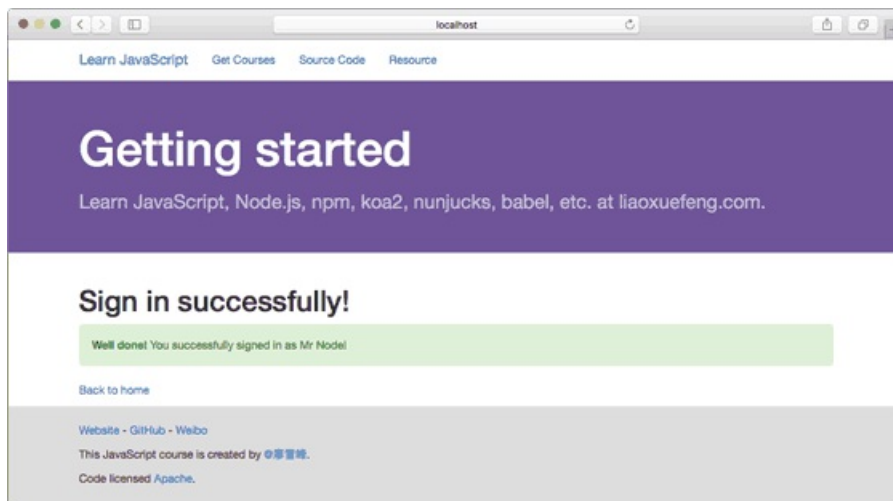 localhost
Learn JavaScript Get Courses Source Code Resource
Getting started
Learn JavaScript, Node.js, npm, koa2, nunjucks, babel, etc. at liaoxuefeng.com.
Sign in successfully!
Well done! You successfully signed in as Mr Node!
Back to home
Website - GitHub - Weibo
This JavaScript course is created by @廖雪峰.
Code licensed Apache.